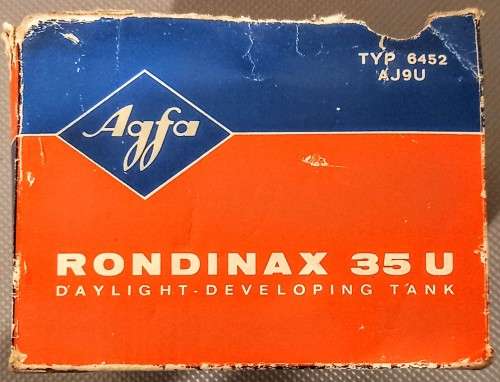 TYP 6452
AJ9U
Agfa
RONDINAX 35 U
DAYLIGHT-DEVELOPING TANK